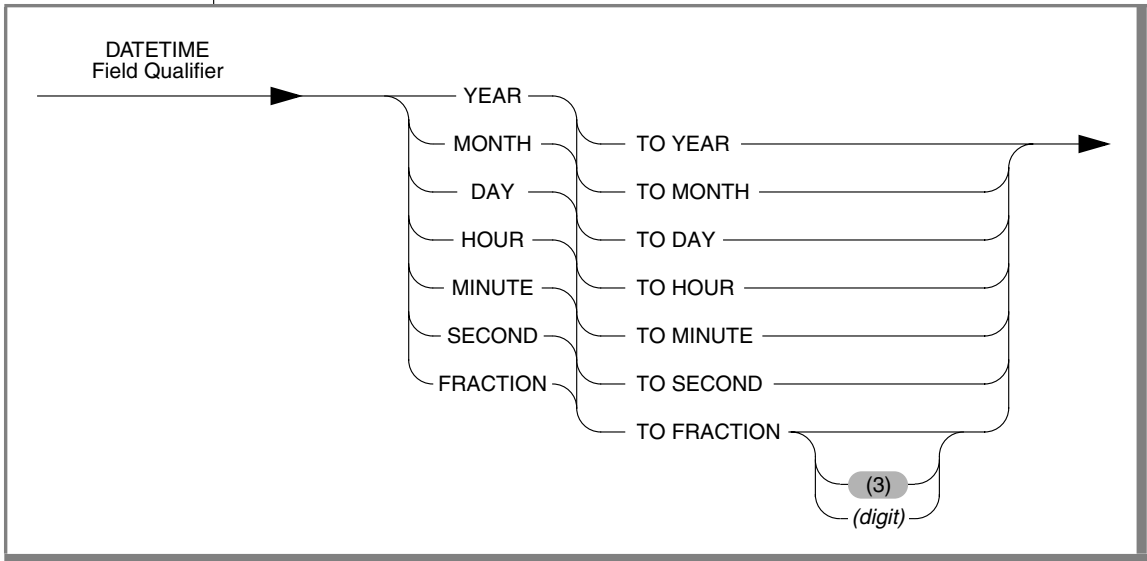 DATETIME
Field Qualifier
YEAR
MONTH
TO YEAR
DAY
TO MONTH
HOUR
TO DAY
MINUTE
TO HOUR
SECOND
TO MINUTE
FRACTION
TO SECOND
TO FRACTION
(3)
(digit)